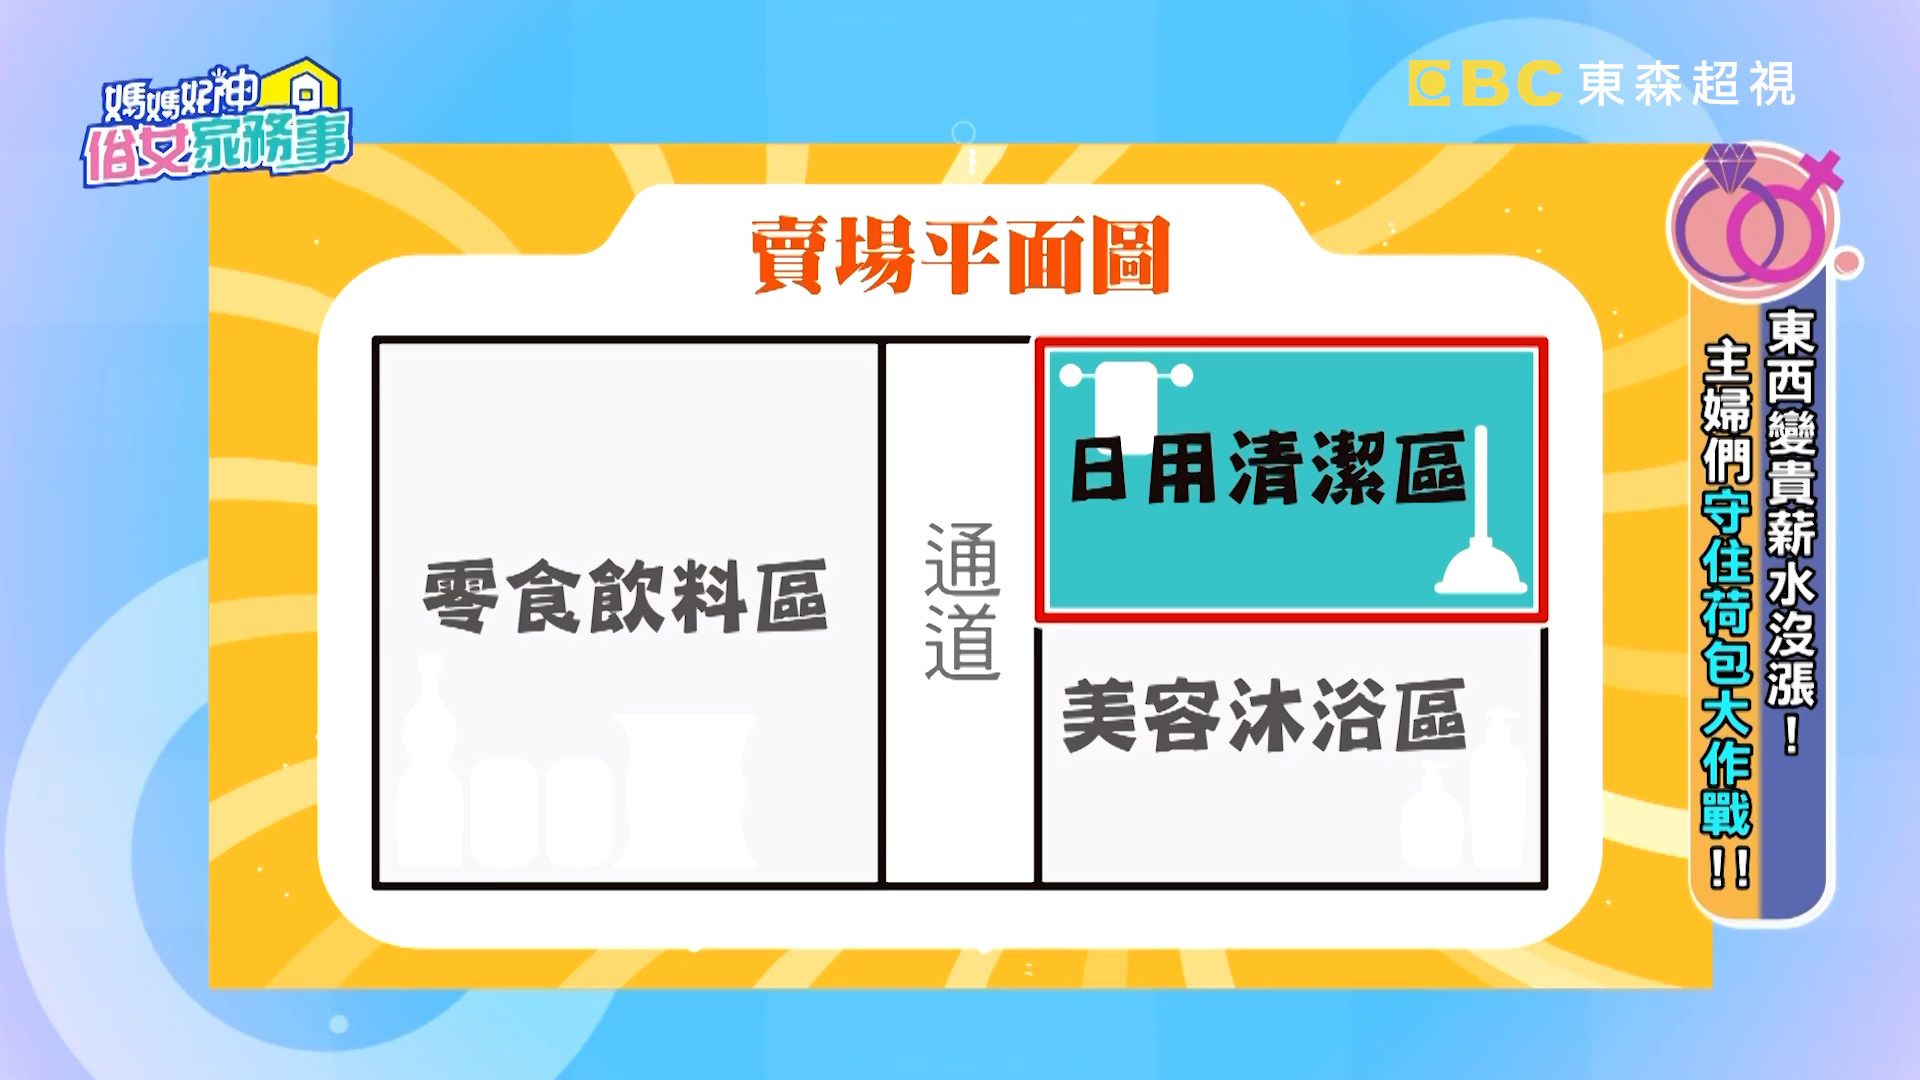 媽媽好神
俗女家務事
EBC 東森超視
賣場平面圖
零食飲料區
通道
日用清潔區
美容沐浴區
東西變貴薪水沒漲！
主婦們守住荷包大作戰！！